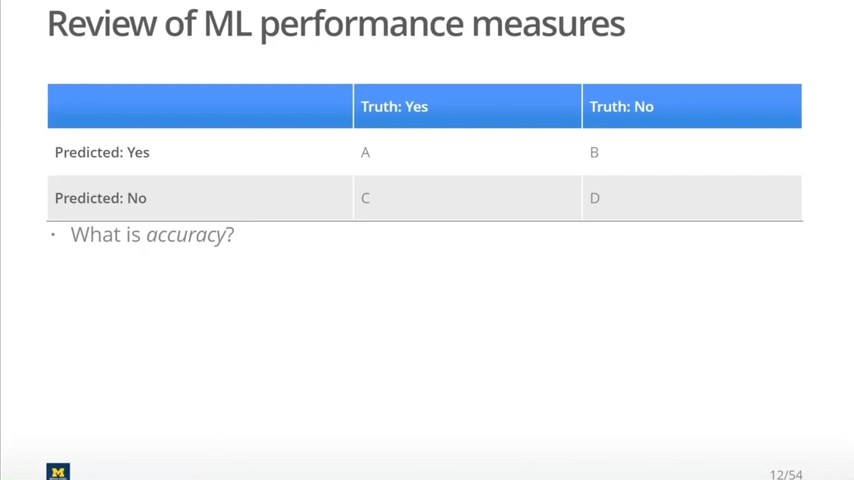 Review of ML performance measures
Truth: Yes Truth: No
Predicted: Yes A B
Predicted: No C D
· What is accuracy?
M
12/54